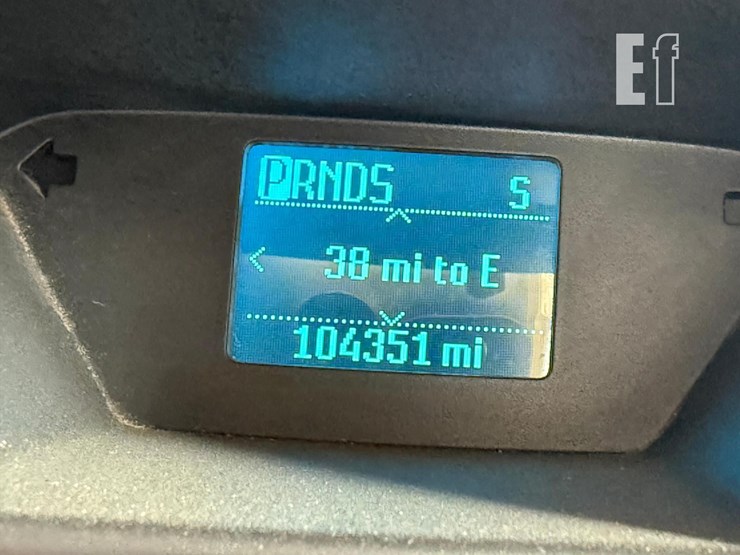 Ef
PRNDS S
38 mi to E
104351 mi